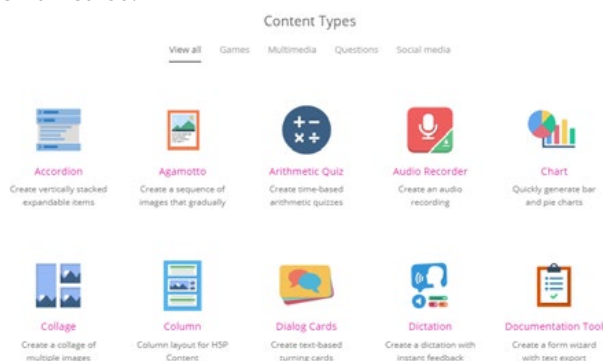 Content Types
View all Games Multimedia Questions Social media
Accordion Agamotto Arithmetic Quiz Audio Recorder Chart
Create vertically stacked Create a sequence of Create time-based Create an audio Quickly generate bar
expandable items images that gradually arithmetic quizzes recording and pie charts
Collage Column Dialog Cards Dictation Documentation Tool
Create a collage of Column layout for H5P Create text-based Create a dictation with Create a form wizard
multiple images Content turning cards instant feedback with text export